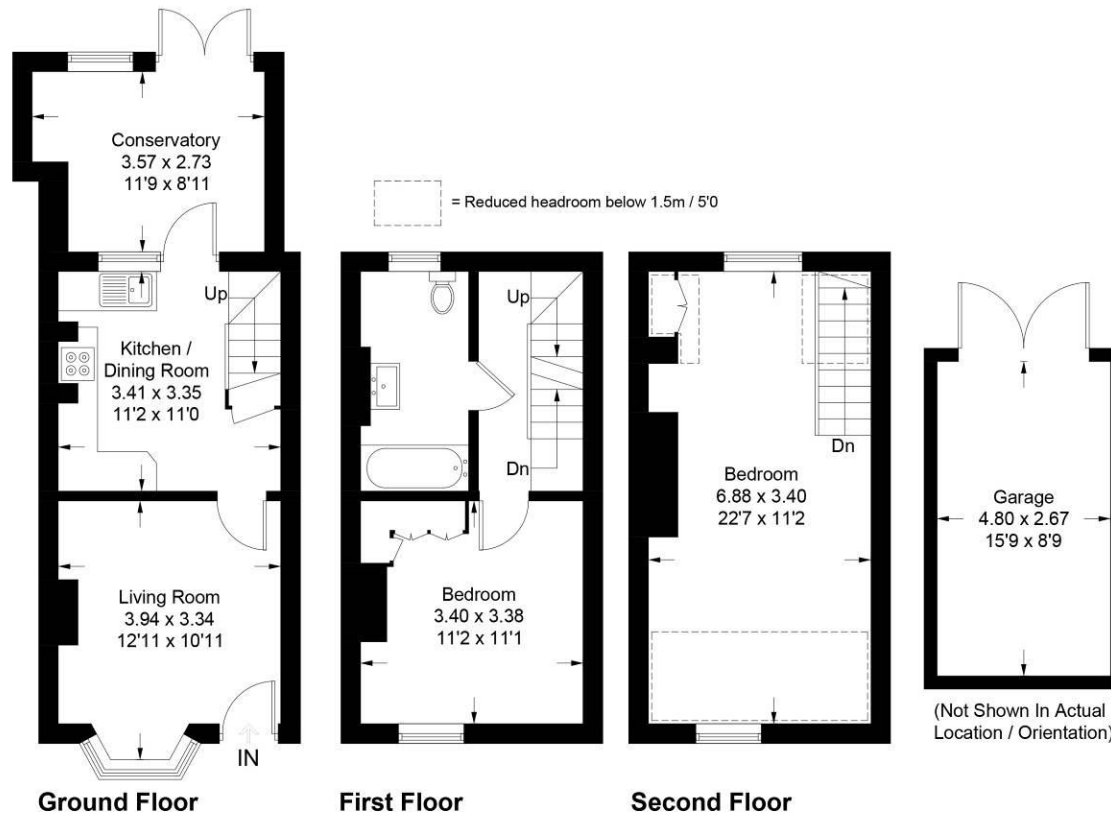 Conservatory
3.57 x 2.73
11'9 x 8'11
= Reduced headroom below 1.5m / 5'0
Up
Kitchen /
Dining Room
3.41 x 3.35
11'2 x 11'0
Living Room
3.94 x 3.34
12'11 x 10'11
IN
Ground Floor
Up
Dn
Bedroom
3.40 x 3.38
11'2 x 11'1
First Floor
Dn
Bedroom
6.88 x 3.40
22'7 x 11'2
Second Floor
Garage
4.80 x 2.67
15'9 x 8'9
(Not Shown In Actual
Location / Orientation)